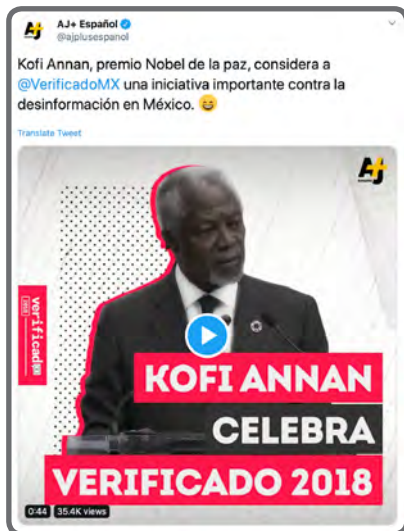 AJ+ Español
@ajplusespanol
Kofi Annan, premio Nobel de la paz, considera a
@VerificadoMX una iniciativa importante contra la
desinformación en México. 😄
Translate Tweet
AJ+
verificado
2018
KOFI ANNAN
CELEBRA
VERIFICADO 2018
0:44 35.4K views